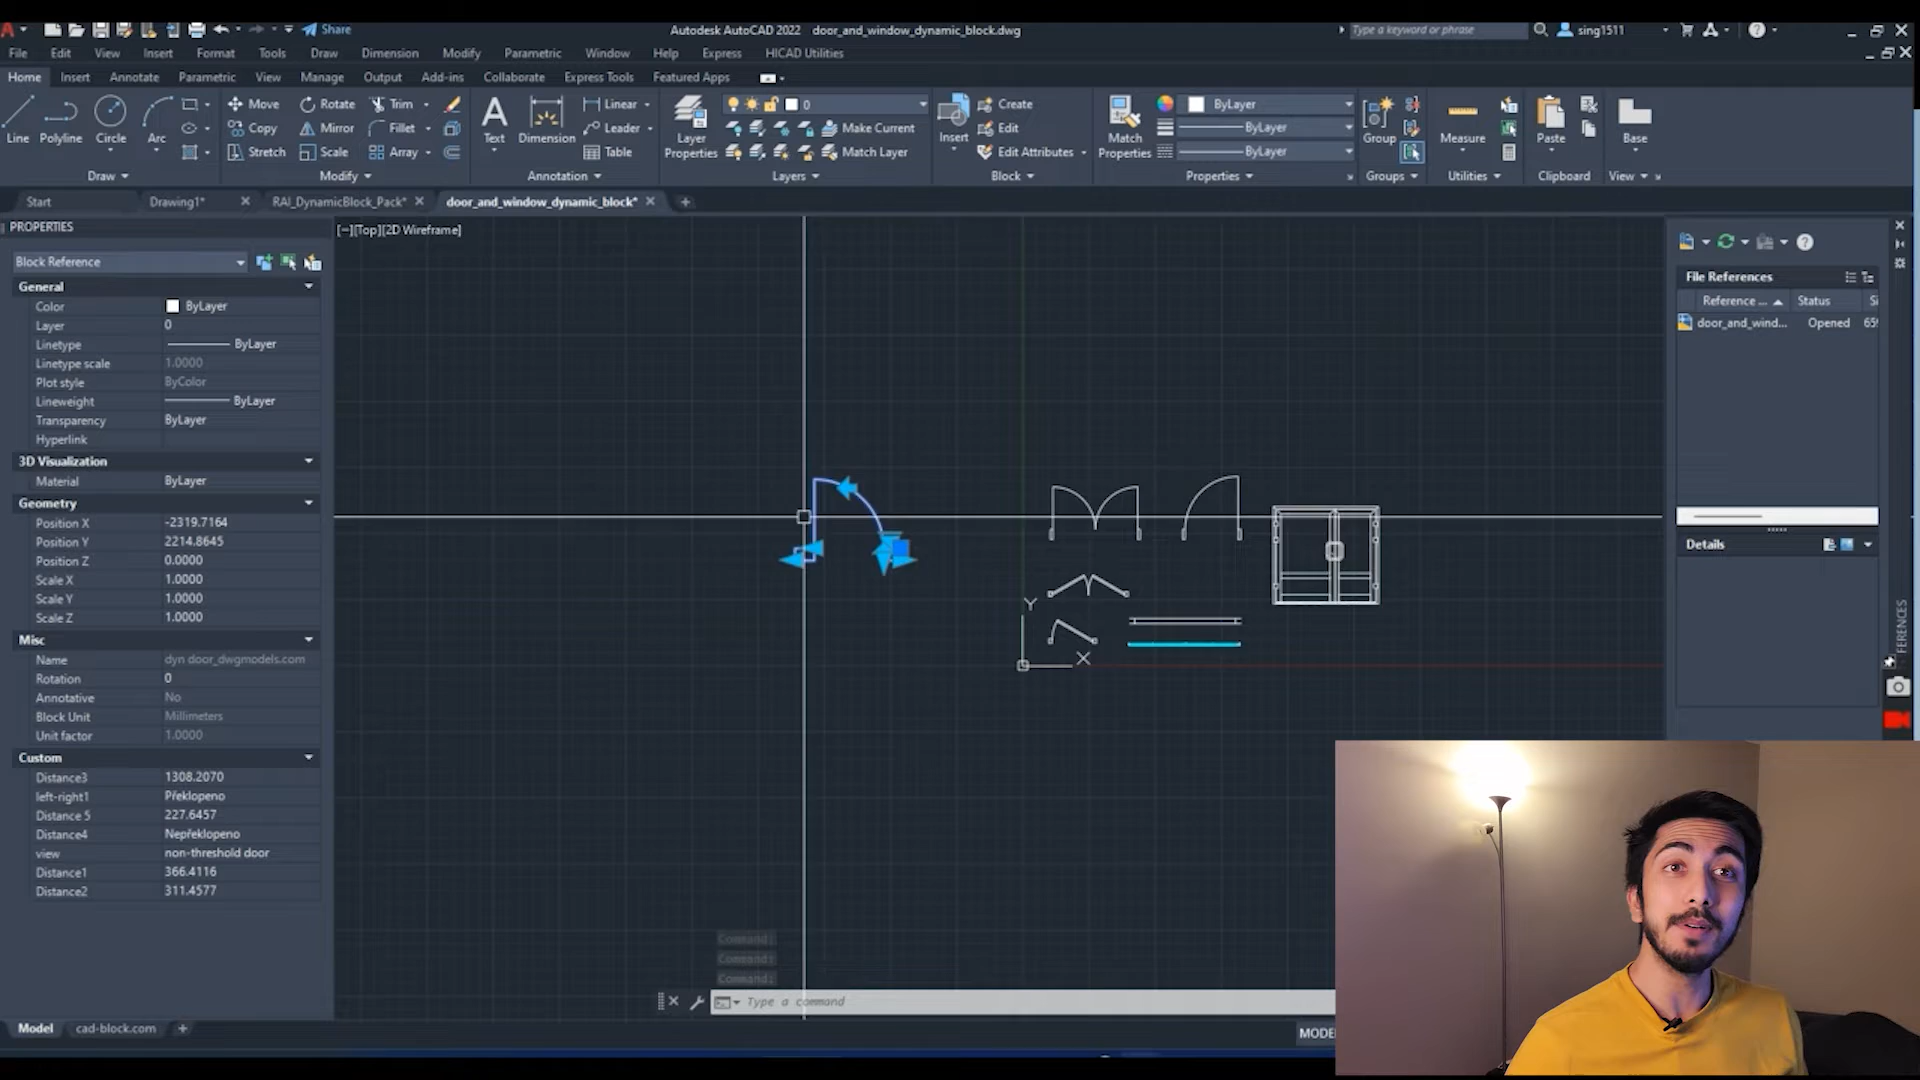 Share
Autodesk AutoCAD 2022 door_and_window_dynamic_block.dwg
Type a keyword or phrase
sing1511
File Edit View Insert Format Tools Draw Dimension Modify Parametric Window Help Express HICAD Utilities
Home Insert Annotate Parametric View Manage Output Add-ins Collaborate Express Tools Featured Apps
Line Polyline Circle Arc
Move Rotate Trim
Copy Mirror Fillet
Stretch Scale Array
Text Dimension
Linear
Leader
Table
Layer Properties
0
Make Current
Match Layer
Insert
Create
Edit
Edit Attributes
Match Properties
ByLayer
ByLayer
ByLayer
Group
Measure
Paste
Base
Draw Modify Annotation Layers Block Properties Groups Utilities Clipboard View
Start Drawing1* RAI_DynamicBlock_Pack* door_and_window_dynamic_block*
PROPERTIES
[−][Top][2D Wireframe]
Block Reference
General
Color ByLayer
Layer 0
Linetype ByLayer
Linetype scale 1.0000
Plot style ByColor
Lineweight ByLayer
Transparency ByLayer
Hyperlink
3D Visualization
Material ByLayer
Geometry
Position X -2319.7164
Position Y 2214.8645
Position Z 0.0000
Scale X 1.0000
Scale Y 1.0000
Scale Z 1.0000
Misc
Name dyn door_dwgmodels.com
Rotation 0
Annotative No
Block Unit Millimeters
Unit factor 1.0000
Custom
Distance3 1308.2070
left-right1 Překlopeno
Distance 5 227.6457
Distance4 Nepřeklopeno
view non-threshold door
Distance1 366.4116
Distance2 311.4577
Y
X
File References
Reference ... Status Si
door_and_wind... Opened 659
Details
FERENCES
Command:
Command:
Command:
Type a command
Model cad-block.com
MODE